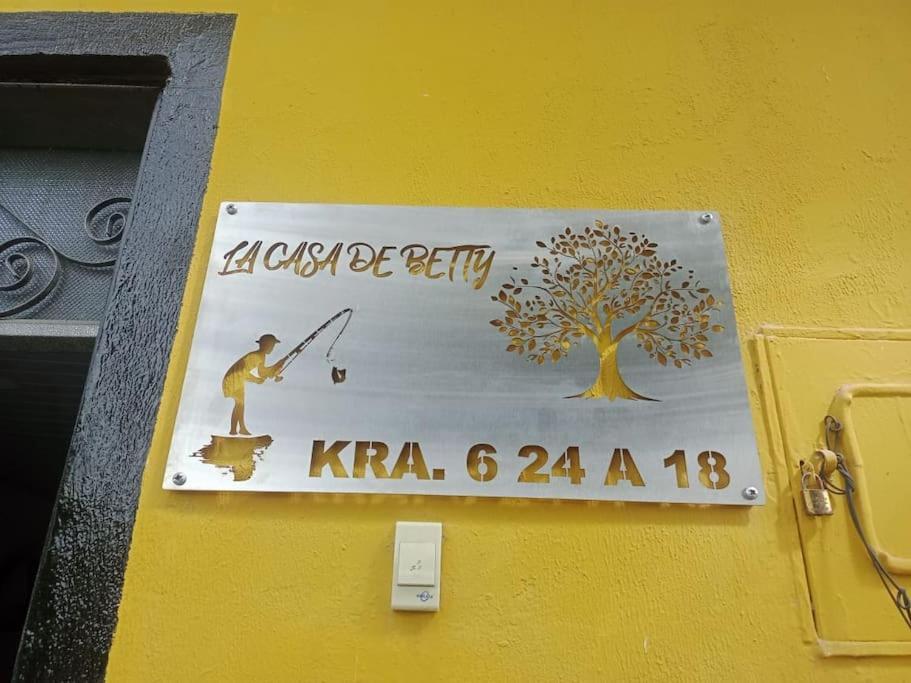 LA CASA DE BETTY
KRA. 6 24 A 18